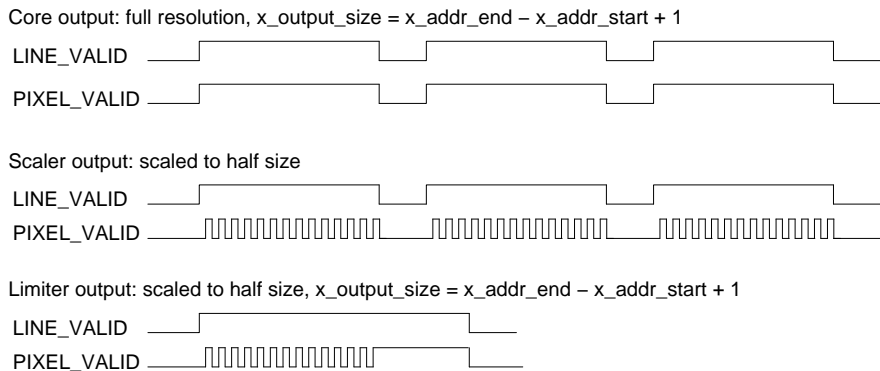 Core output: full resolution, x_output_size = x_addr_end − x_addr_start + 1
LINE_VALID
PIXEL_VALID
Scaler output: scaled to half size
LINE_VALID
PIXEL_VALID
Limiter output: scaled to half size, x_output_size = x_addr_end − x_addr_start + 1
LINE_VALID
PIXEL_VALID